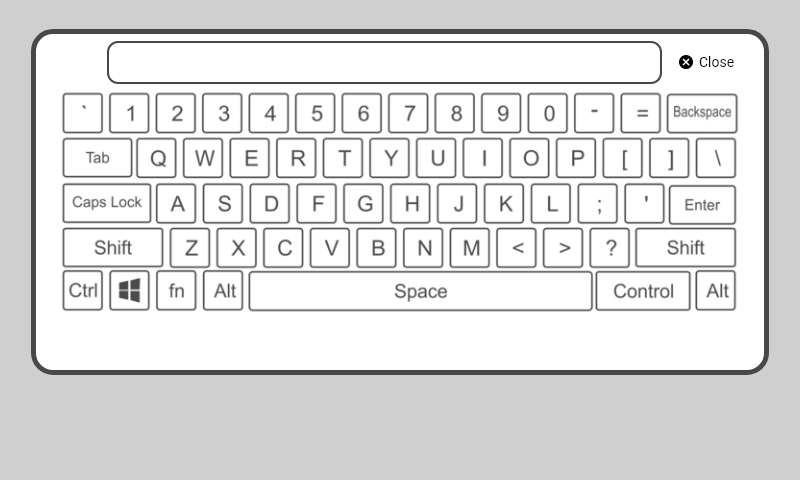 Close
` 1 2 3 4 5 6 7 8 9 0 - = Backspace
Tab Q W E R T Y U I O P [ ] \
Caps Lock A S D F G H J K L ; ' Enter
Shift Z X C V B N M < > ? Shift
Ctrl fn Alt Space Control Alt